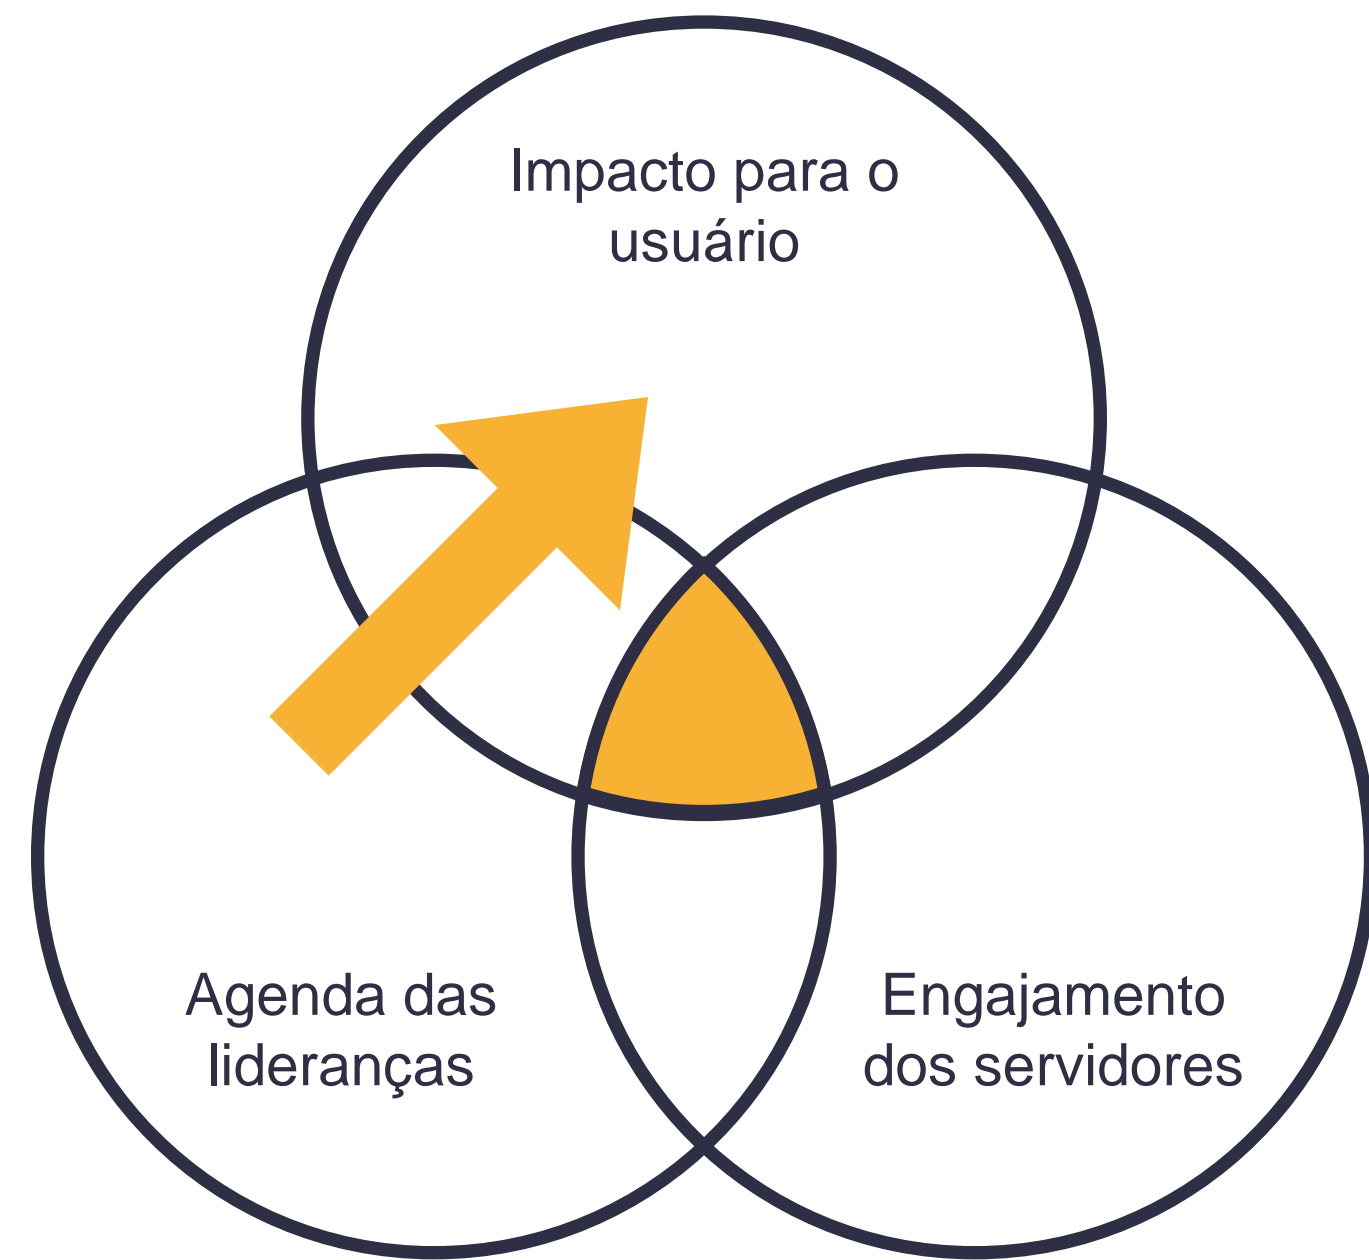 Impacto para o
usuário
Agenda das
lideranças
Engajamento
dos servidores